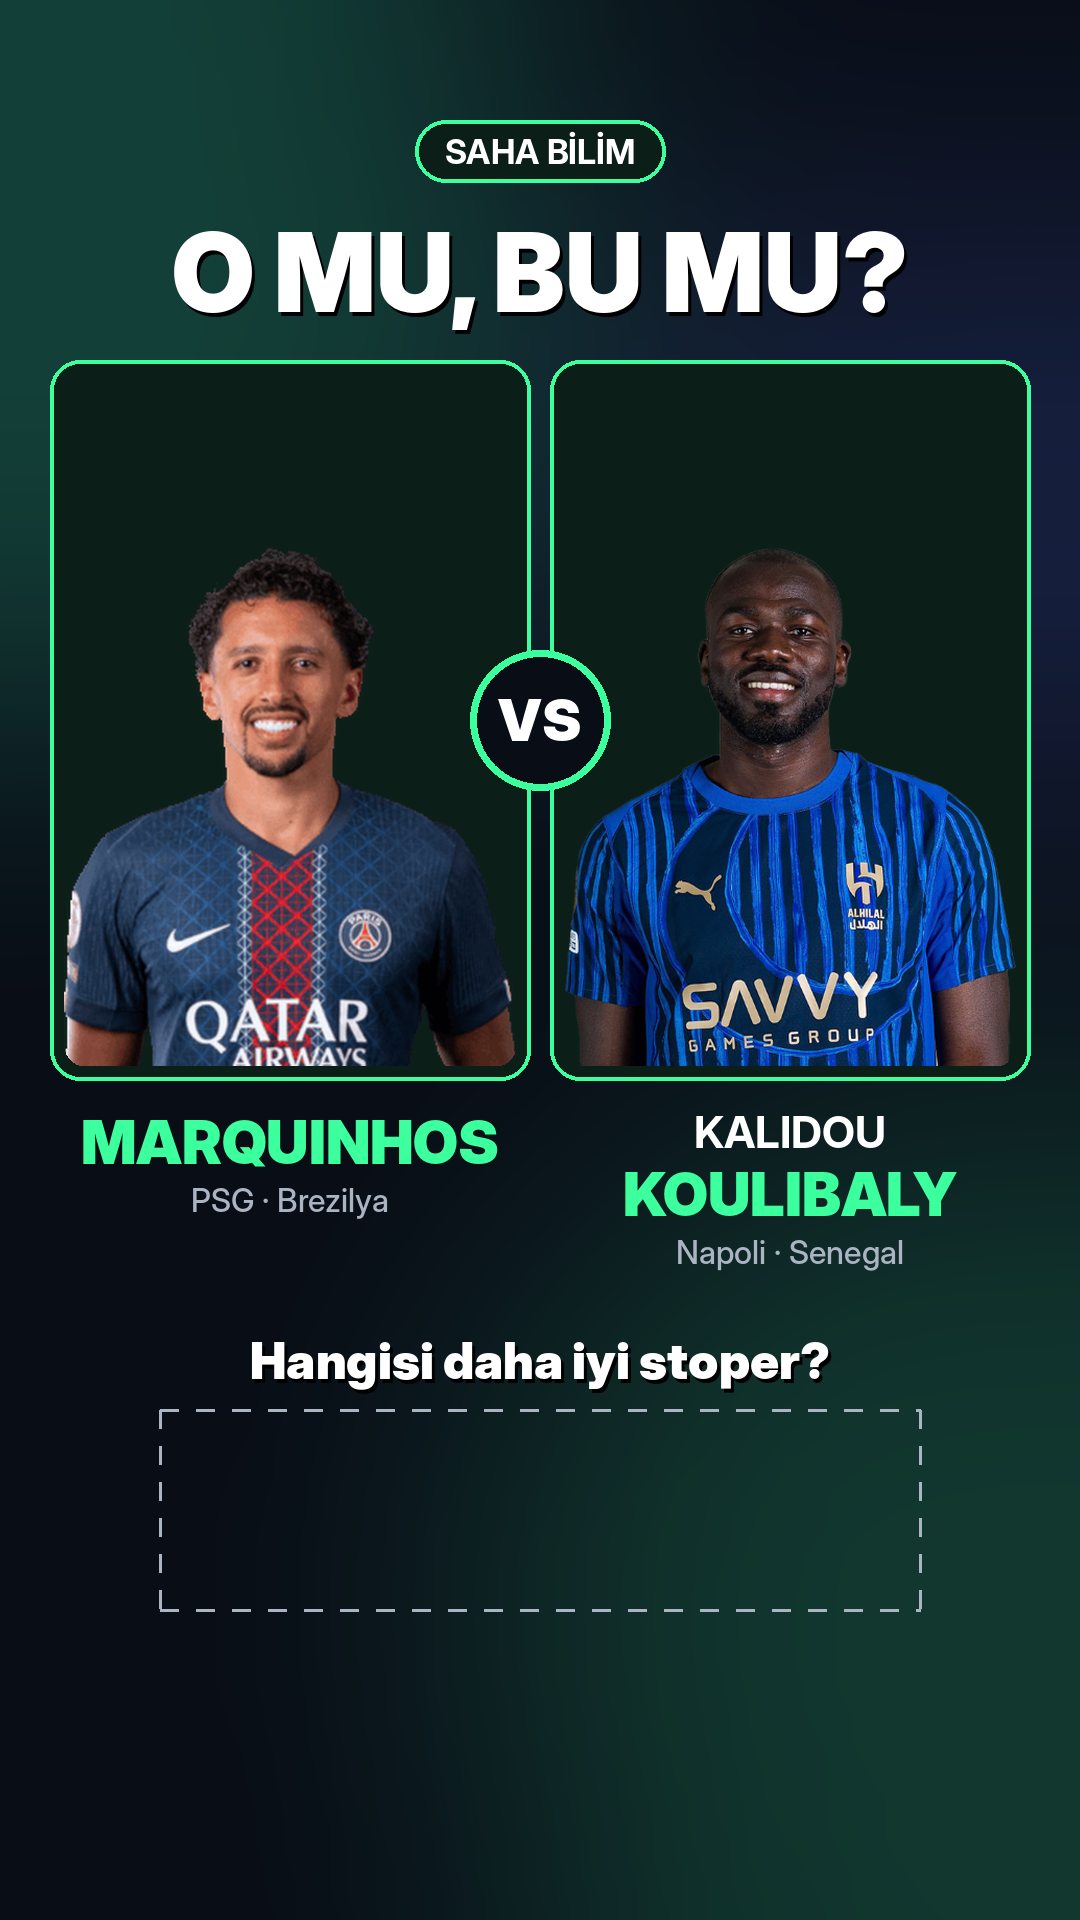 SAHA BİLİM
O MU, BU MU?
VS
PARIS
QATAR
AIRWAYS
ALHILAL
الهلال
SAVVY
GAMES GROUP
MARQUINHOS
PSG · Brezilya
KALIDOU
KOULIBALY
Napoli · Senegal
Hangisi daha iyi stoper?